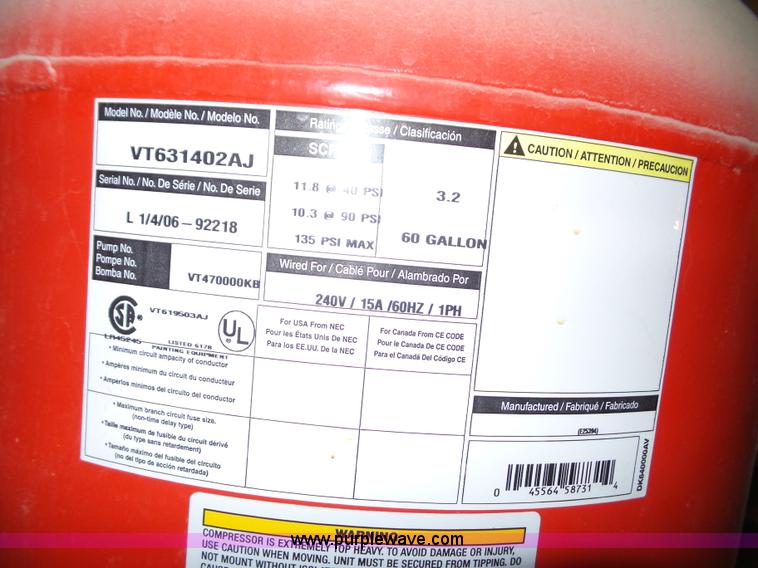 Model No. / Modèle No. / Modelo No.
VT631402AJ
Serial No. / No. De Série / No. De Serie
L 1/4/06 – 92218
Pump No.
Pompe No.
Bomba No.
VT470000KB
VT619503AJ
LR45245
LISTED 617R
PAINTING EQUIPMENT
UL
• Minimum circuit ampacity of conductor
• Ampères minimum du circuit du conducteur
• Amperios mínimos del circuito del conductor
• Maximum branch circuit fuse size.
(non-time delay type)
• Taille maximum de fusible du circuit dérivé
(du type sans retardement)
• Tamaño máximo del fusible del circuito
(no del tipo de acción retardada)
/ Clasificación
11.8 @ 40 PSI
10.3 @ 90 PSI
135 PSI MAX
3.2
60 GALLON
Wired For / Cablé Pour / Alambrado Por
240V / 15A /60HZ / 1PH
For USA From NEC
Pour les États Unis De NEC
Para los EE.UU. De la NEC
For Canada From CE CODE
Pour le Canada De CE CODE
Para el Canadá Del Código CE
CAUTION / ATTENTION / PRECAUCION
Manufactured / Fabriqué / Fabricado
(E25394)
0 45564 58731 4
DK640000AV
WARNING
COMPRESSOR IS EXTREMELY TOP HEAVY. TO AVOID DAMAGE OR INJURY,
USE CAUTION WHEN MOVING. UNIT MUST BE SECURED FROM TIPPING. DO
NOT MOUNT WITHOUT
www.purplewave.com